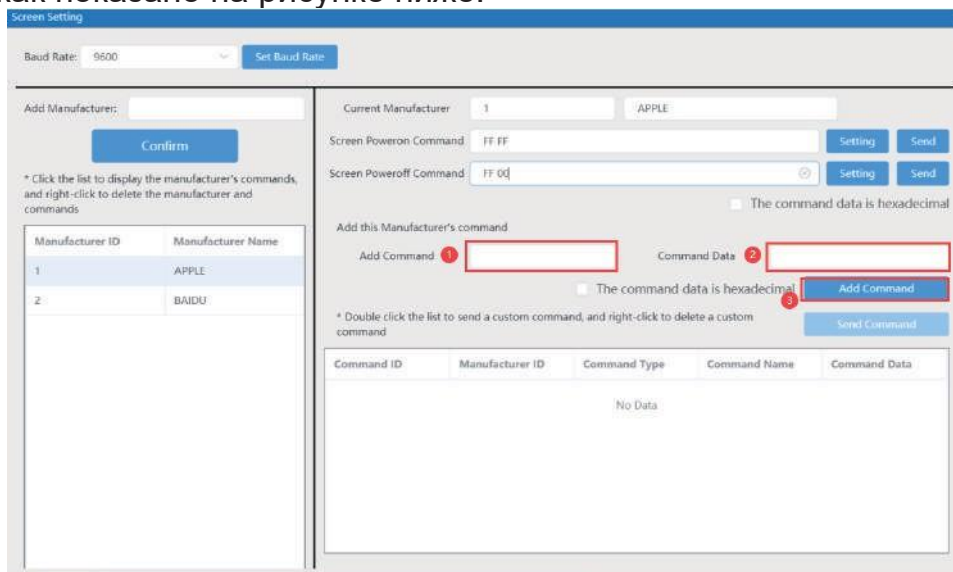 как показано на рисунке ниже.
Screen Setting
Baud Rate: 9600 Set Baud Rate
Add Manufacturer:
Confirm
* Click the list to display the manufacturer's commands,
and right-click to delete the manufacturer and
commands
Manufacturer ID Manufacturer Name
1 APPLE
2 BAIDU
Current Manufacturer 1 APPLE
Screen Poweron Command FF FF Setting Send
Screen Poweroff Command FF 00 Setting Send
The command data is hexadecimal
Add this Manufacturer's command
Add Command 1 Command Data 2
The command data is hexadecimal 3 Add Command
* Double click the list to send a custom command, and right-click to delete a custom
command
Send Command
Command ID Manufacturer ID Command Type Command Name Command Data
No Data